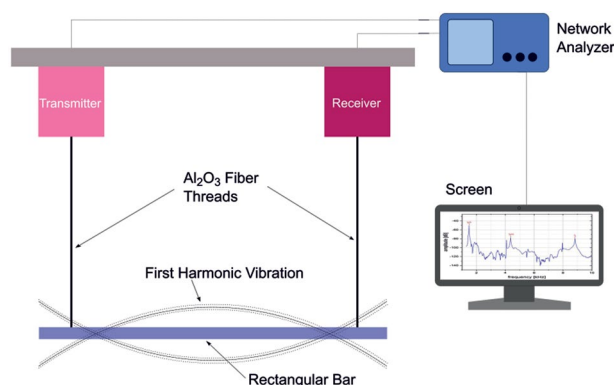 Network
Analyzer
Transmitter
Receiver
Al₂O₃ Fiber
Threads
Screen
First Harmonic Vibration
Rectangular Bar